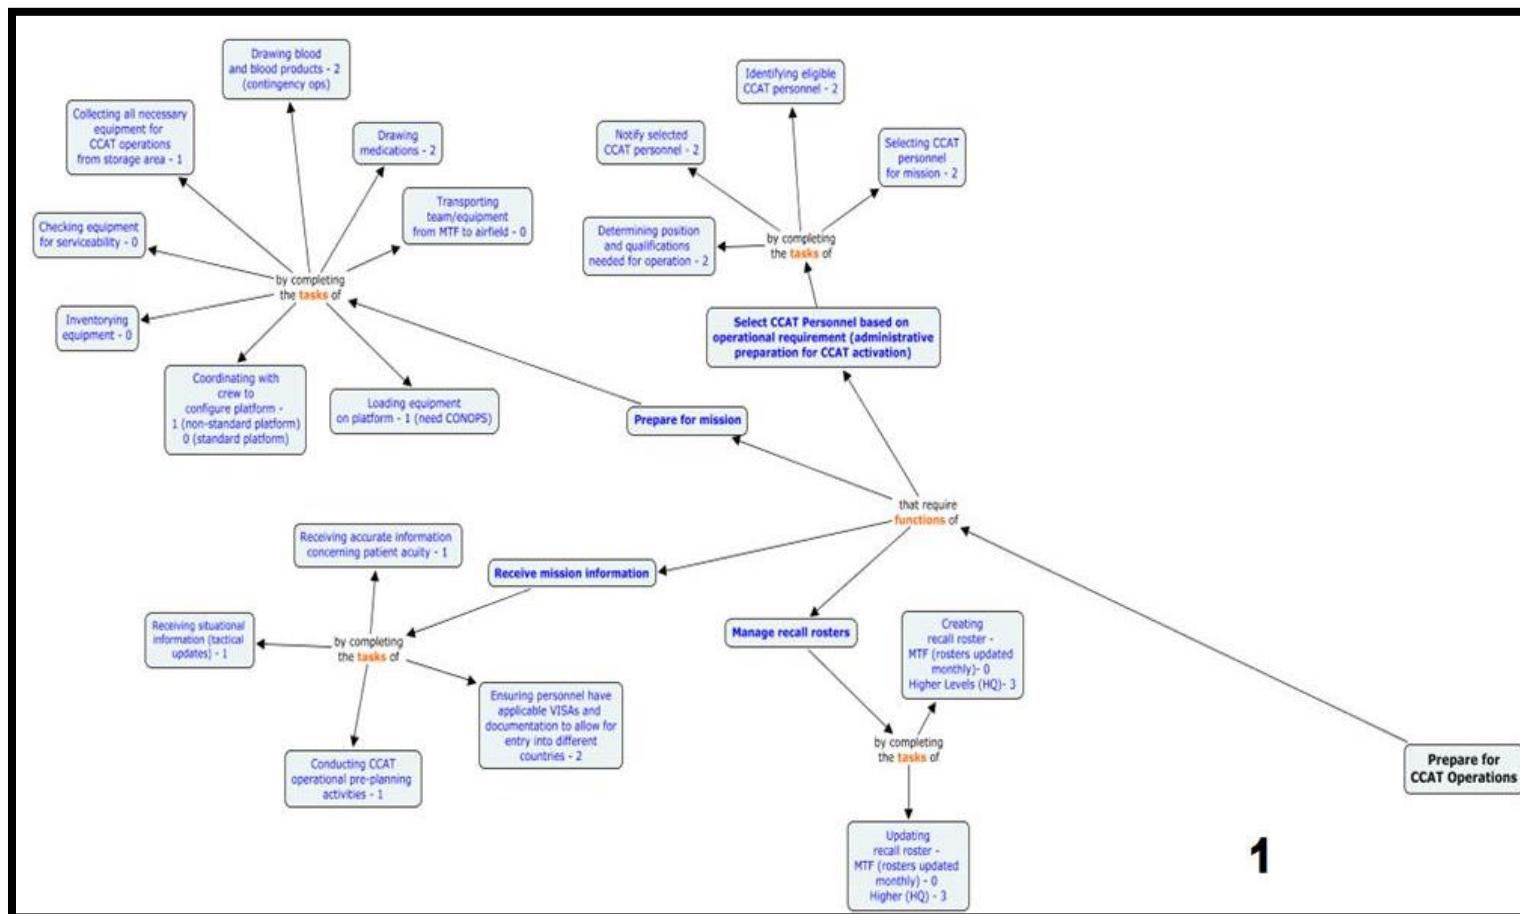 Drawing blood
and blood products - 2
(contingency ops)
Collecting all necessary
equipment for
CCAT operations
from storage area - 1
Drawing
medications - 2
Transporting
team/equipment
from MTF to airfield - 0
Checking equipment
for serviceability - 0
by completing
the tasks of
Inventorying
equipment - 0
Coordinating with
crew to
configure platform -
1 (non-standard platform)
0 (standard platform)
Loading equipment
on platform - 1 (need CONOPS)
Identifying eligible
CCAT personnel - 2
Notify selected
CCAT personnel - 2
Selecting CCAT
personnel
for mission - 2
Determining position
and qualifications
needed for operation - 2
by completing
the tasks of
Select CCAT Personnel based on
operational requirement (administrative
preparation for CCAT activation)
Prepare for mission
that require
functions of
Receiving accurate information
concerning patient acuity - 1
Receive mission information
Receiving situational
information (tactical
updates) - 1
by completing
the tasks of
Ensuring personnel have
applicable VISAs and
documentation to allow for
entry into different
countries - 2
Conducting CCAT
operational pre-planning
activities - 1
Manage recall rosters
Creating
recall roster -
MTF (rosters updated
monthly)- 0
Higher Levels (HQ)- 3
by completing
the tasks of
Updating
recall roster -
MTF (rosters updated
monthly) - 0
Higher (HQ) - 3
Prepare for
CCAT Operations
1